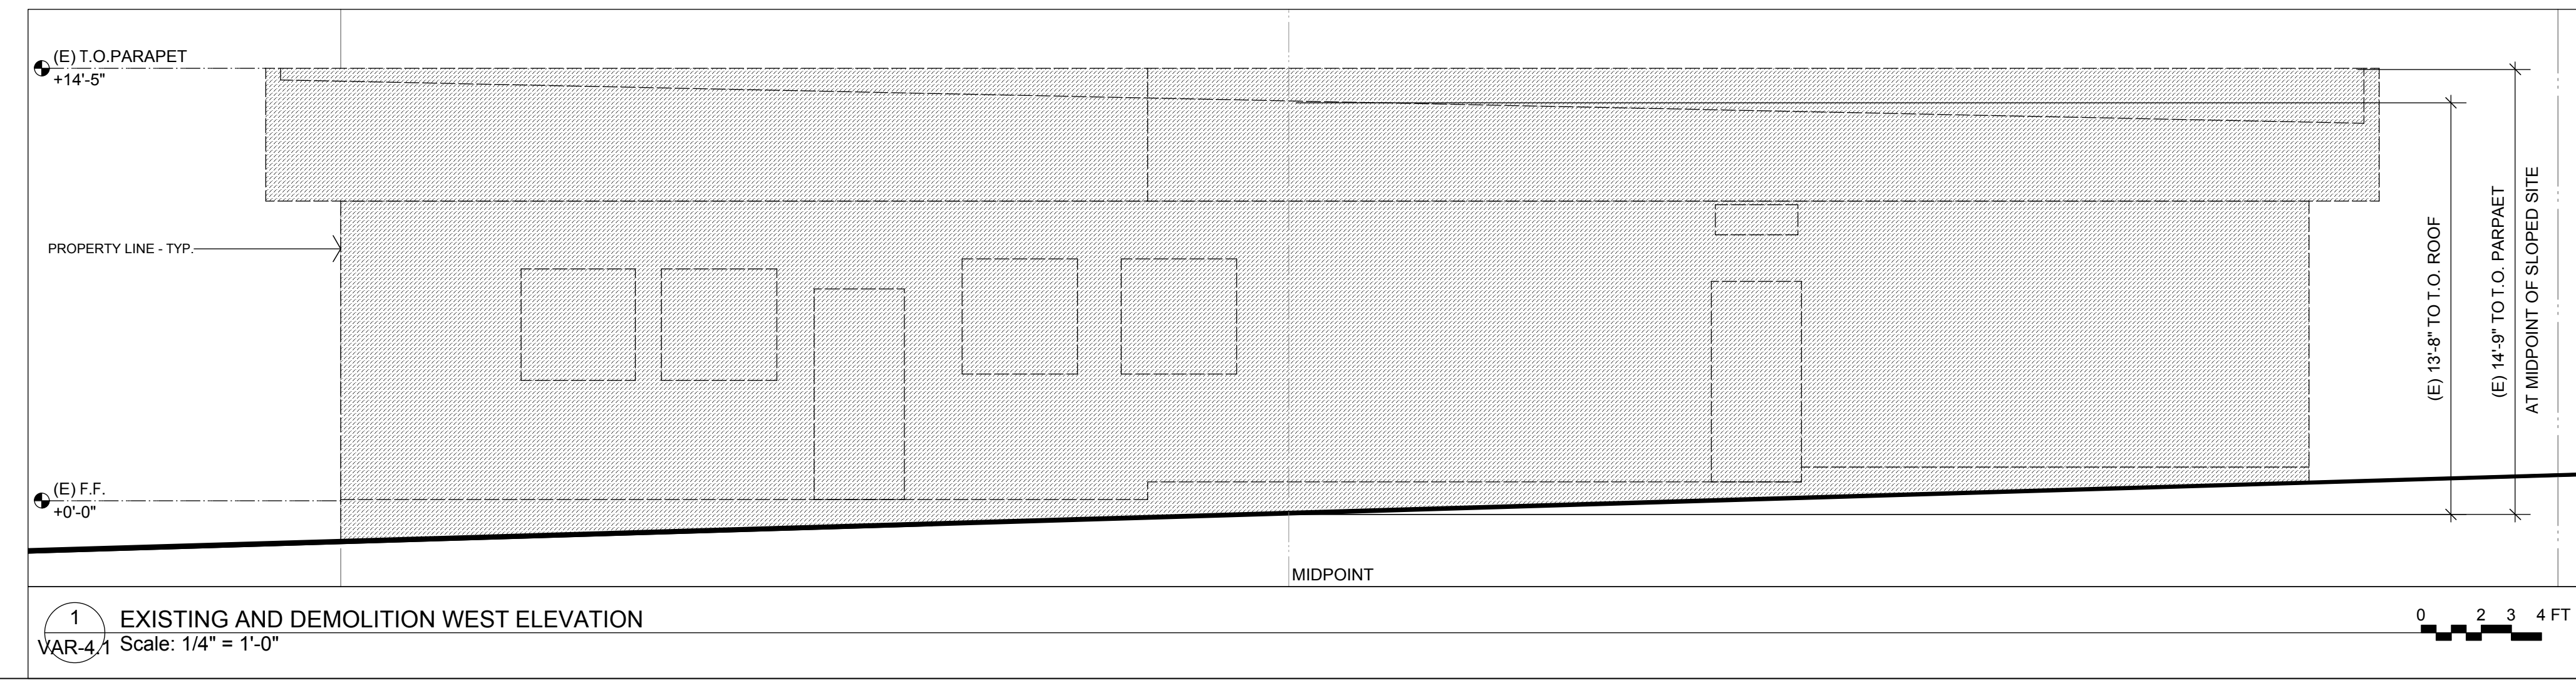 (E) T.O.PARAPET
+14'-5"
PROPERTY LINE - TYP.
(E) F.F.
+0'-0"
MIDPOINT
(E) 13'-8" TO T.O. ROOF
(E) 14'-9" TO T.O. PARPAET
AT MIDPOINT OF SLOPED SITE
1
VAR-4.1
EXISTING AND DEMOLITION WEST ELEVATION
Scale: 1/4" = 1'-0"
0 2 3 4 FT